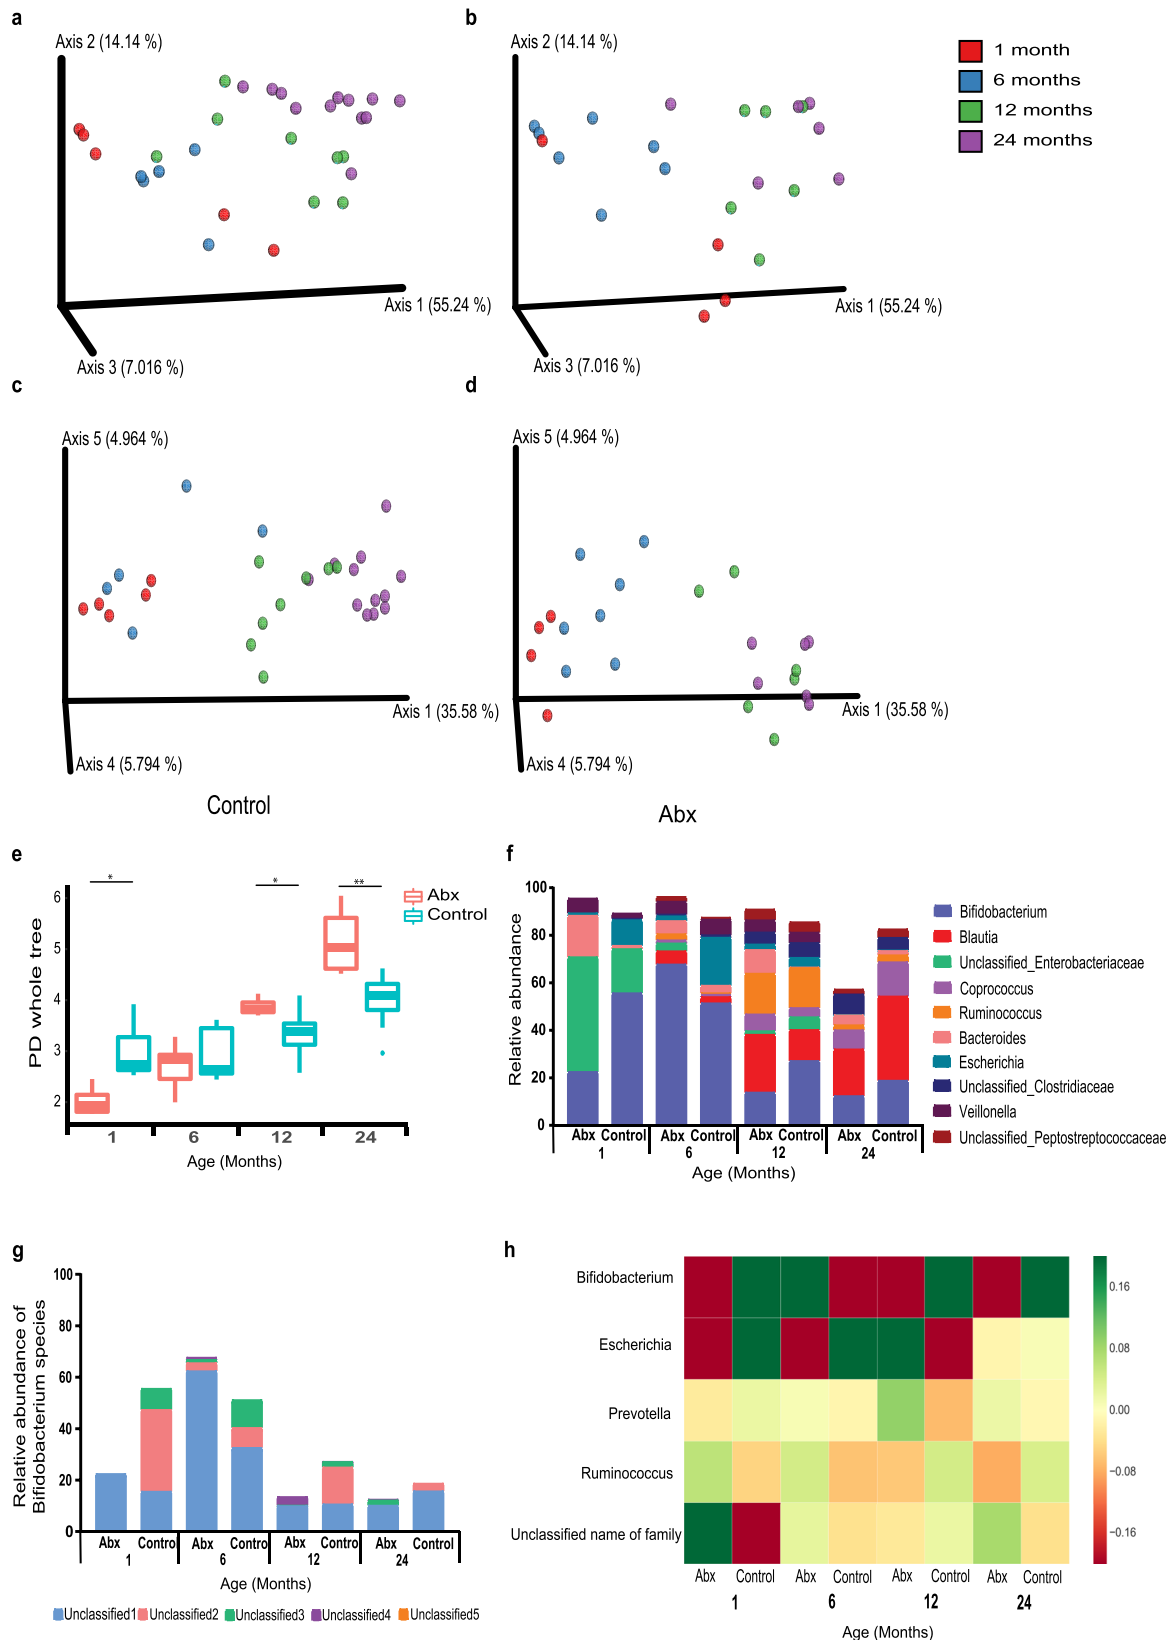 a
b
Axis 2 (14.14 %)
Axis 2 (14.14 %)
1 month
6 months
12 months
24 months
Axis 1 (55.24 %)
Axis 1 (55.24 %)
Axis 3 (7.016 %)
Axis 3 (7.016 %)
c
d
Axis 5 (4.964 %)
Axis 5 (4.964 %)
Axis 1 (35.58 %)
Axis 1 (35.58 %)
Axis 4 (5.794 %)
Axis 4 (5.794 %)
Control
Abx
e
PD whole tree
6
5
4
3
2
*
*
**
Abx
Control
1 6 12 24
Age (Months)
f
Relative abundance
100
80
60
40
20
0
Abx Control Abx Control Abx Control Abx Control
1 6 12 24
Age (Months)
Bifidobacterium
Blautia
Unclassified_Enterobacteriaceae
Coprococcus
Ruminococcus
Bacteroides
Escherichia
Unclassified_Clostridiaceae
Veillonella
Unclassified_Peptostreptococcaceae
g
Relative abundance of
Bifidobacterium species
100
80
60
40
20
0
Abx Control Abx Control Abx Control Abx Control
1 6 12 24
Age (Months)
Unclassified1 Unclassified2 Unclassified3 Unclassified4 Unclassified5
h
Bifidobacterium
Escherichia
Prevotella
Ruminococcus
Unclassified name of family
Abx Control Abx Control Abx Control Abx Control
1 6 12 24
Age (Months)
0.16
0.08
0.00
−0.08
−0.16